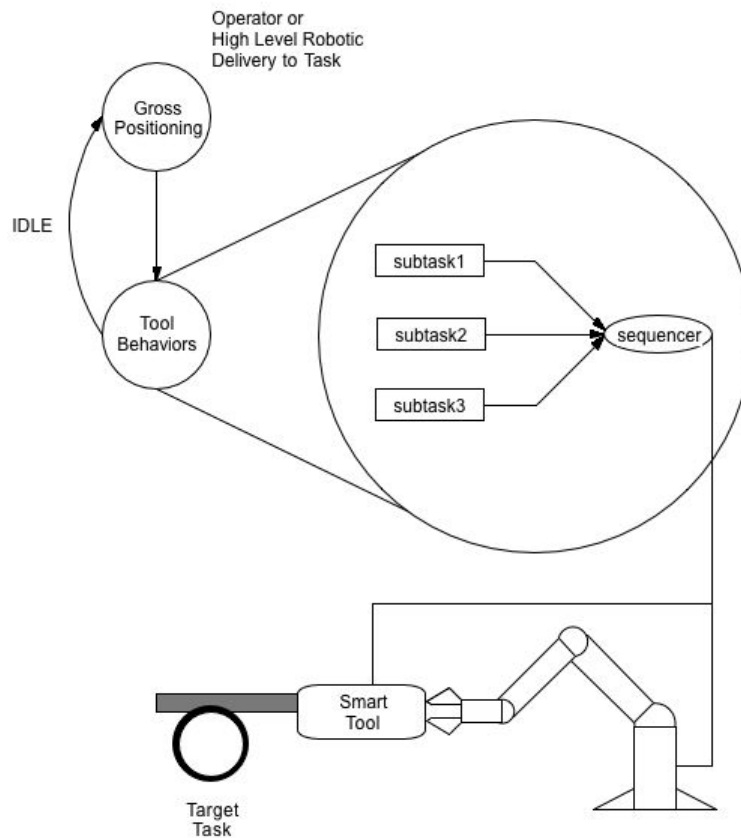 Operator or
High Level Robotic
Delivery to Task
Gross
Positioning
IDLE
Tool
Behaviors
subtask1
subtask2
subtask3
sequencer
Smart
Tool
Target
Task